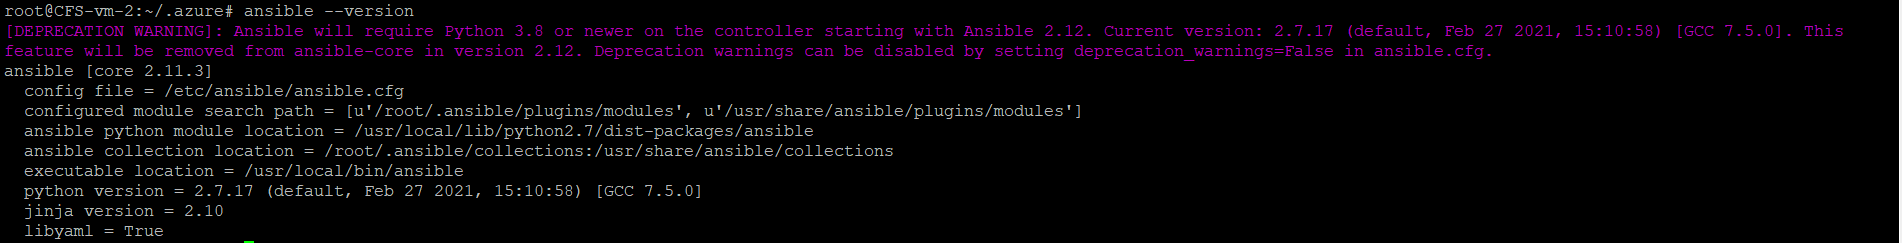 root@CFS-vm-2:~/.azure# ansible --version
[DEPRECATION WARNING]: Ansible will require Python 3.8 or newer on the controller starting with Ansible 2.12. Current version: 2.7.17 (default, Feb 27 2021, 15:10:58) [GCC 7.5.0]. This
feature will be removed from ansible-core in version 2.12. Deprecation warnings can be disabled by setting deprecation_warnings=False in ansible.cfg.
ansible [core 2.11.3]
  config file = /etc/ansible/ansible.cfg
  configured module search path = [u'/root/.ansible/plugins/modules', u'/usr/share/ansible/plugins/modules']
  ansible python module location = /usr/local/lib/python2.7/dist-packages/ansible
  ansible collection location = /root/.ansible/collections:/usr/share/ansible/collections
  executable location = /usr/local/bin/ansible
  python version = 2.7.17 (default, Feb 27 2021, 15:10:58) [GCC 7.5.0]
  jinja version = 2.10
  libyaml = True